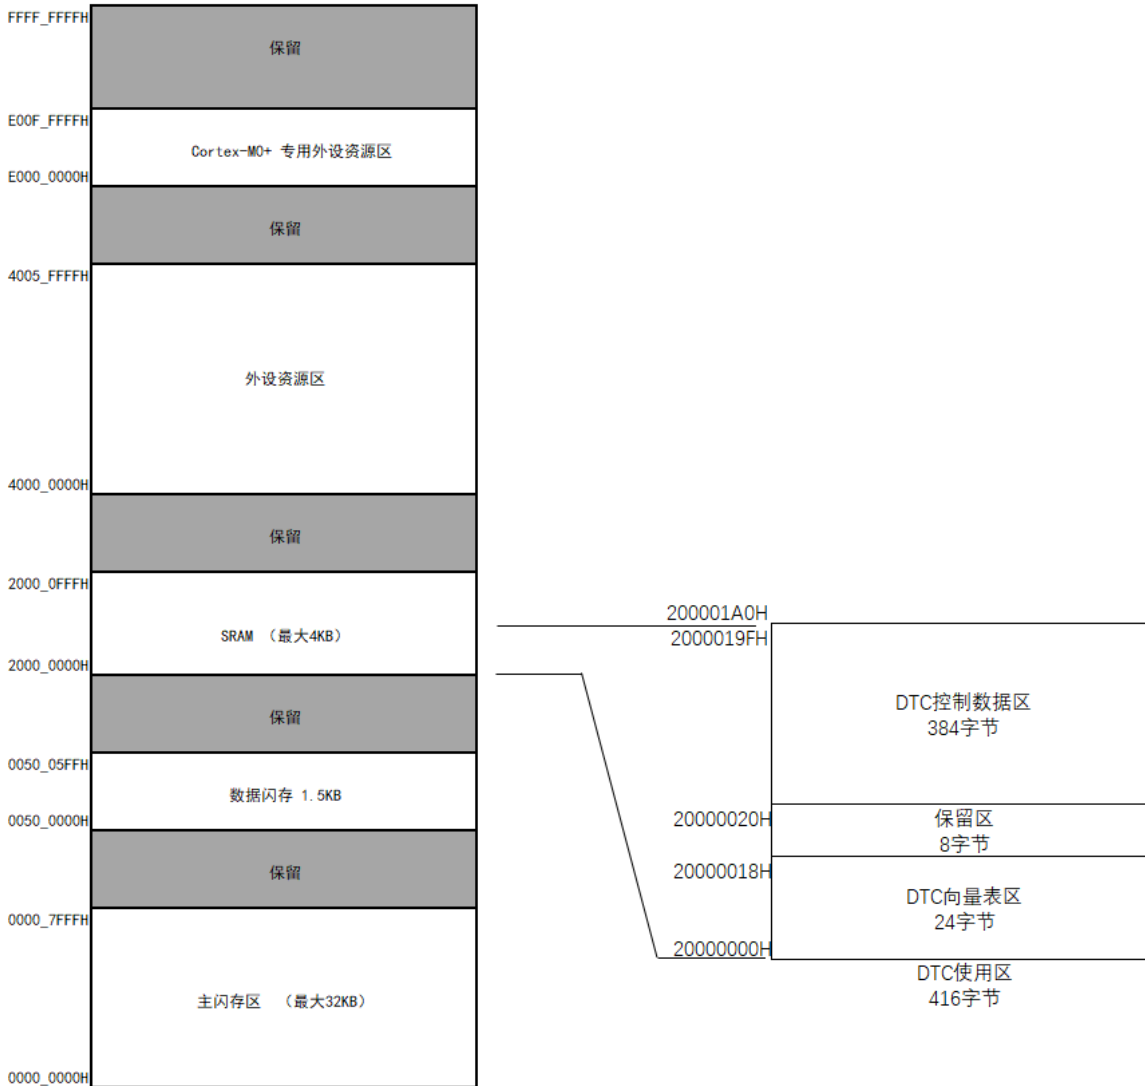 FFFF_FFFFH
保留
E00F_FFFFH
Cortex-M0+ 专用外设资源区
E000_0000H
保留
4005_FFFFH
外设资源区
4000_0000H
保留
2000_0FFFH
SRAM （最大4KB）
2000_0000H
保留
0050_05FFH
数据闪存 1.5KB
0050_0000H
保留
0000_7FFFH
主闪存区 （最大32KB）
0000_0000H
200001A0H
2000019FH
DTC控制数据区
384字节
20000020H
保留区
8字节
20000018H
DTC向量表区
24字节
20000000H
DTC使用区
416字节